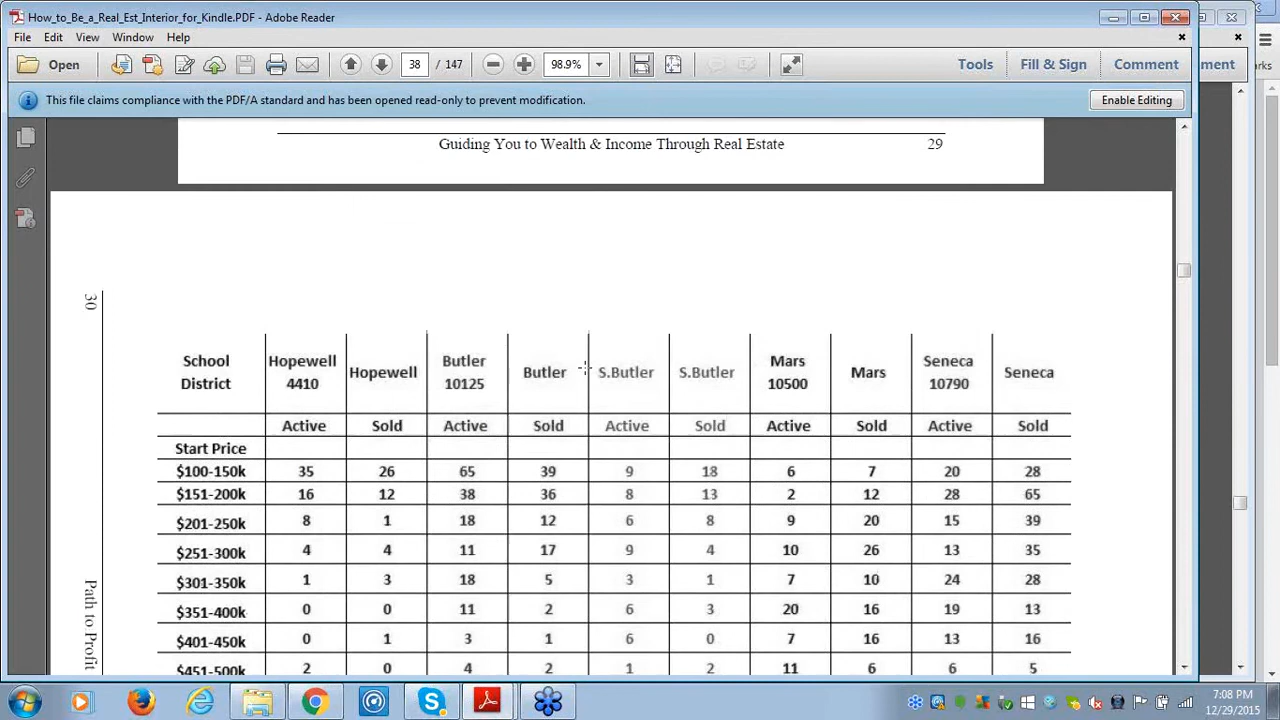 How_to_Be_a_Real_Est_Interior_for_Kindle.PDF - Adobe Reader
File Edit View Window Help
Open 38 / 147 98.9% Tools Fill & Sign Comment ment
This file claims compliance with the PDF/A standard and has been opened read-only to prevent modification. Enable Editing
Guiding You to Wealth & Income Through Real Estate 29
30
School District Hopewell 4410 Hopewell Butler 10125 Butler S.Butler S.Butler Mars 10500 Mars Seneca 10790 Seneca
Active Sold Active Sold Active Sold Active Sold Active Sold
Start Price
$100-150k 35 26 65 39 9 18 6 7 20 28
$151-200k 16 12 38 36 8 13 2 12 28 65
$201-250k 8 1 18 12 6 8 9 20 15 39
$251-300k 4 4 11 17 9 4 10 26 13 35
$301-350k 1 3 18 5 3 1 7 10 24 28
$351-400k 0 0 11 2 6 3 20 16 19 13
$401-450k 0 1 3 1 6 0 7 16 13 16
$451-500k 2 0 4 2 1 2 11 6 6 5
Path to Profit
7:08 PM
12/29/2015